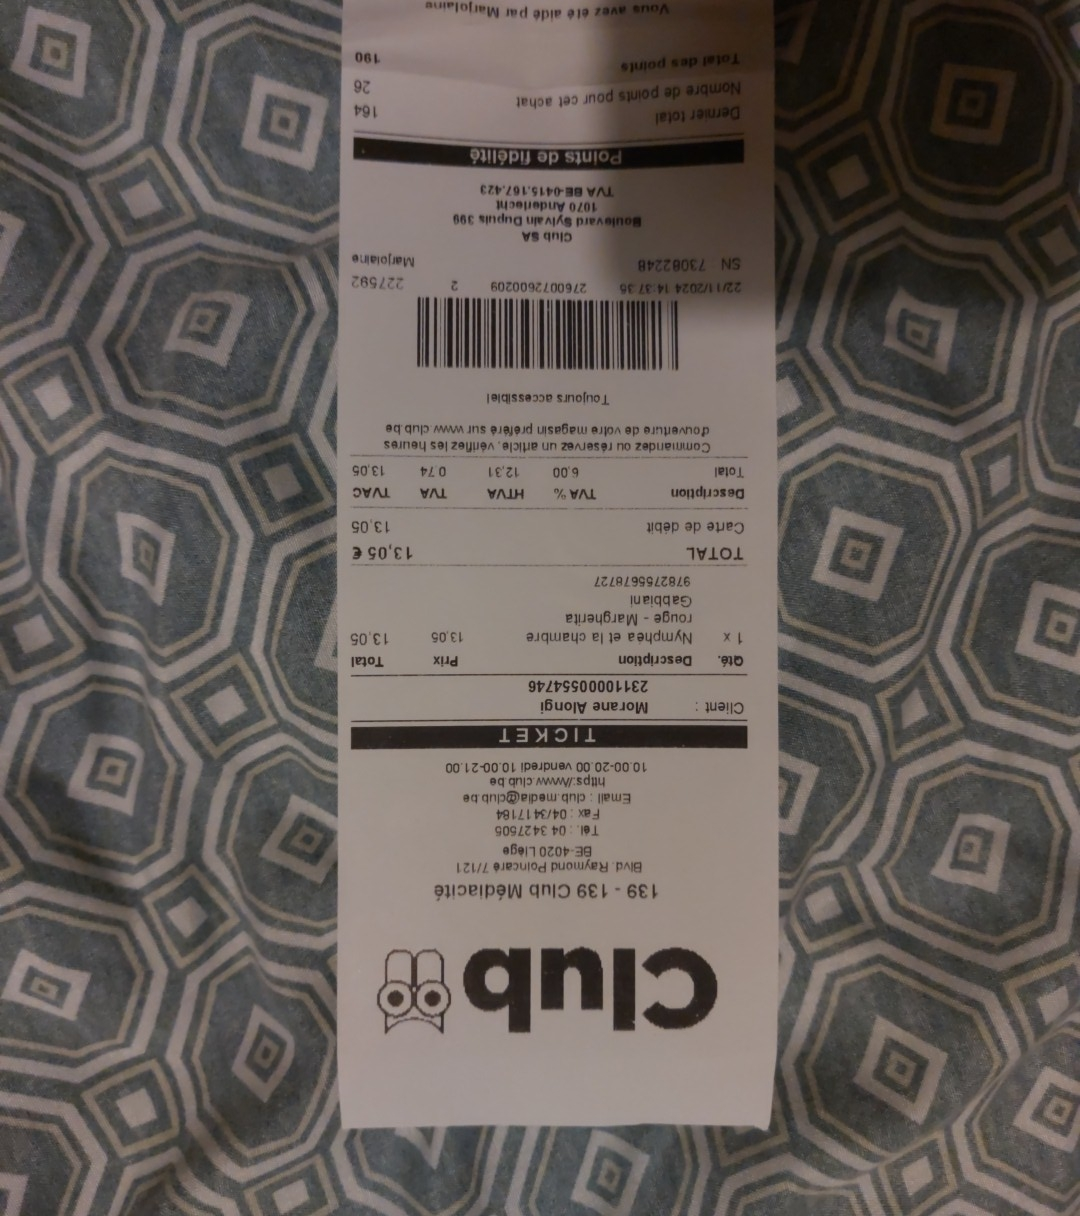 Club
139 - 139 Club Médiacité
Blvd. Raymond Poincaré 7/121
BE-4020 Liège
Tél. : 04 3427505
Fax : 04/3417184
Email : club.media@club.be
https://www.club.be
10.00-20.00 vendredi 10.00-21.00
TICKET
Client : Morane Alongi
2311000554746
Qté. Description Prix Total
1 x Nymphéa et la chambre 13,05 13,05
rouge - Margherita
Gabbiani
9782755678727
TOTAL 13,05 €
Carte de débit 13,05
Description TVA % HTVA TVA TVAC
Total 6.00 12.31 0.74 13.05
Commandez ou réservez un article, vérifiez les heures
d'ouverture de votre magasin préféré sur www.club.be
Toujours accessible!
22/11/2024 14:37:35 2760072600209 2 227592
SN : 73082248 Marjolaine
Club SA
Boulevard Sylvain Dupuis 399
1070 Anderlecht
TVA BE-0415.167.423
Points de fidélité
Dernier total 164
Nombre de points pour cet achat 26
Total des points 190
Vous avez été aidé par Marjolaine